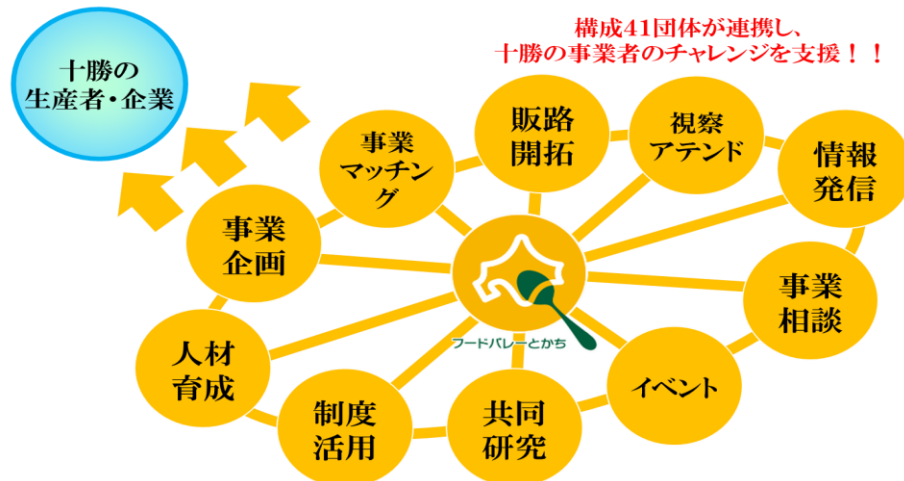 構成41団体が連携し、
十勝の事業者のチャレンジを支援！！
十勝の
生産者・企業
事業
マッチン
グ
販路
開拓
視察
アテンド
情報
発信
事業
企画
事業
相談
フードバレーとかち
人材
育成
イベント
制度
活用
共同
研究